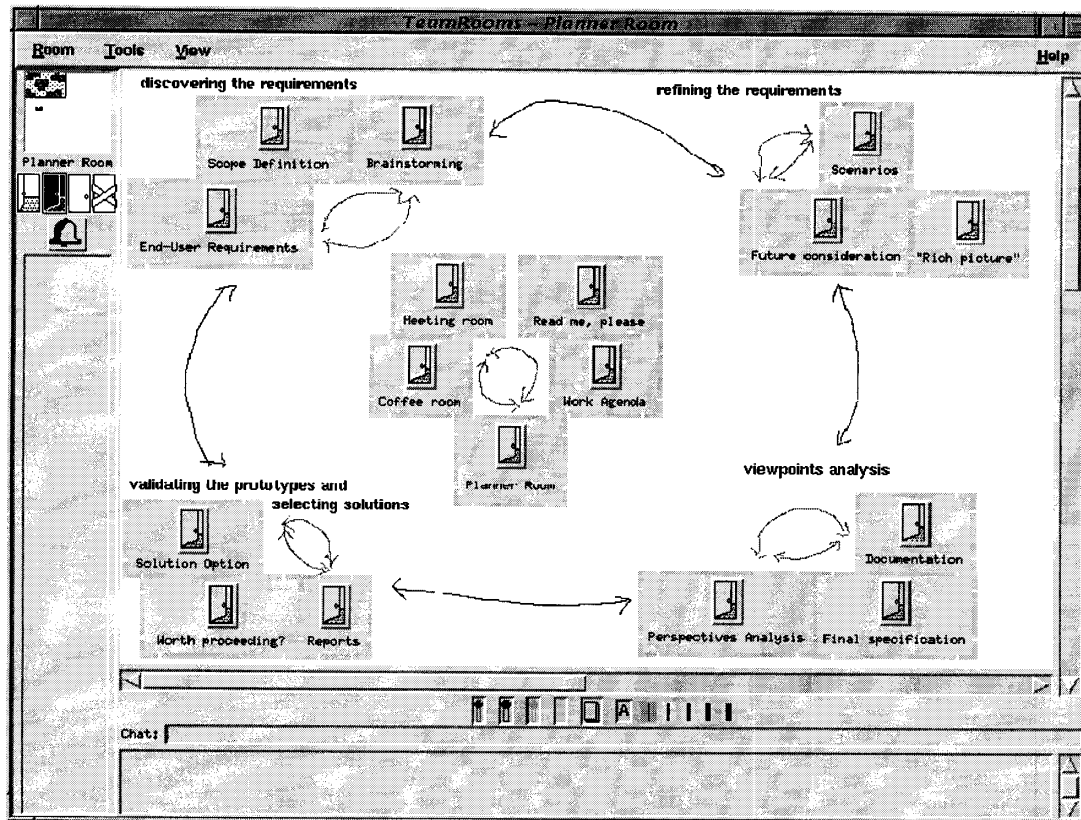 TeamRooms – Planner Room
Room Tools View Help
discovering the requirements
refining the requirements
Scope Definition
Brainstorming
Scenarios
Planner Room
End-User Requirements
Future consideration
"Rich picture"
Meeting room
Read me, please
Coffee room
Work Agenda
Planner Room
validating the prototypes and
selecting solutions
viewpoints analysis
Solution Option
Documentation
Worth proceeding?
Reports
Perspectives Analysis
Final specification
A
Chat: